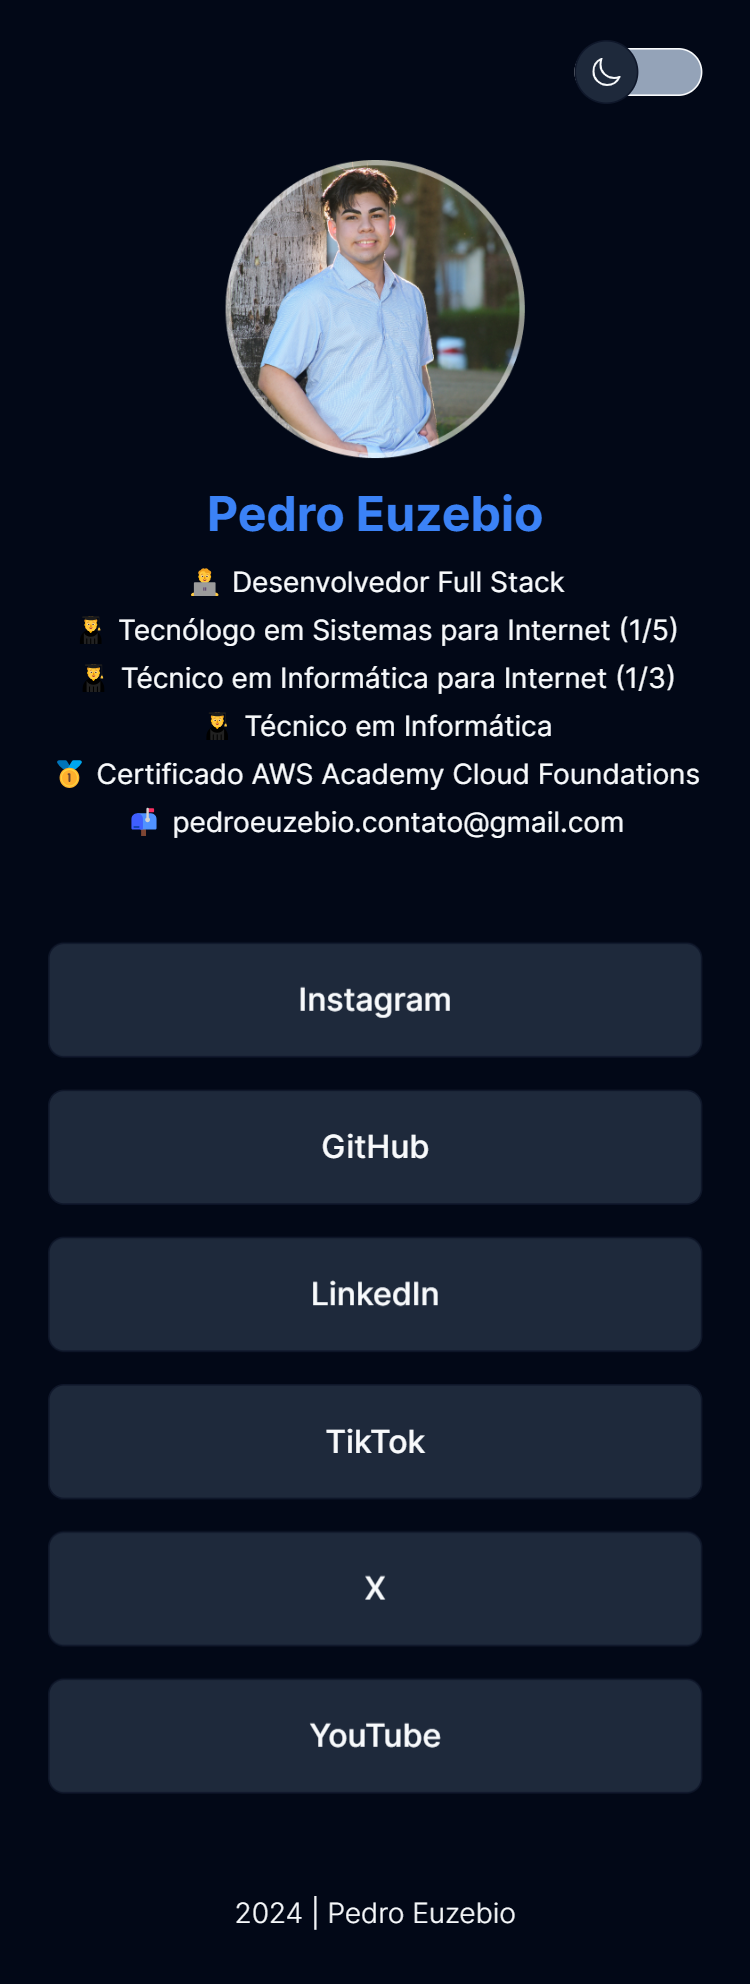 Pedro Euzebio
Desenvolvedor Full Stack
Tecnólogo em Sistemas para Internet (1/5)
Técnico em Informática para Internet (1/3)
Técnico em Informática
Certificado AWS Academy Cloud Foundations
pedroeuzebio.contato@gmail.com
Instagram
GitHub
LinkedIn
TikTok
X
YouTube
2024 | Pedro Euzebio